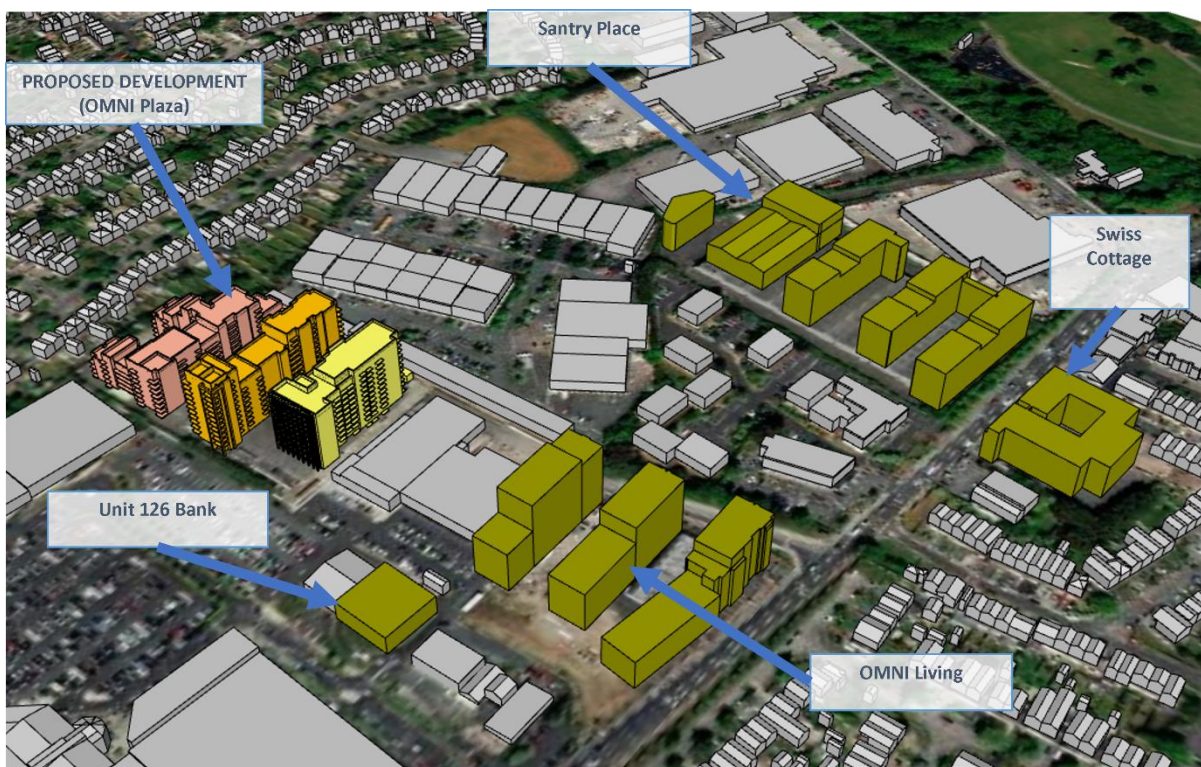 Santry Place
PROPOSED DEVELOPMENT
(OMNI Plaza)
Swiss
Cottage
Unit 126 Bank
OMNI Living